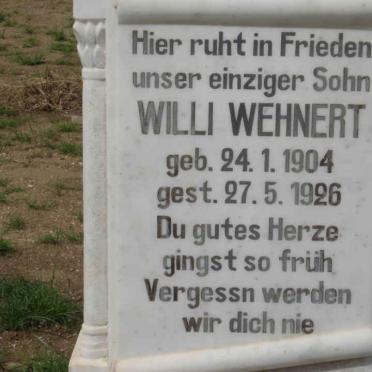 Hier ruht in Frieden
unser einziger Sohn
WILLI WEHNERT
geb. 24. 1. 1904
gest. 27. 5. 1926
Du gutes Herze
gingst so früh
Vergessn werden
wir dich nie